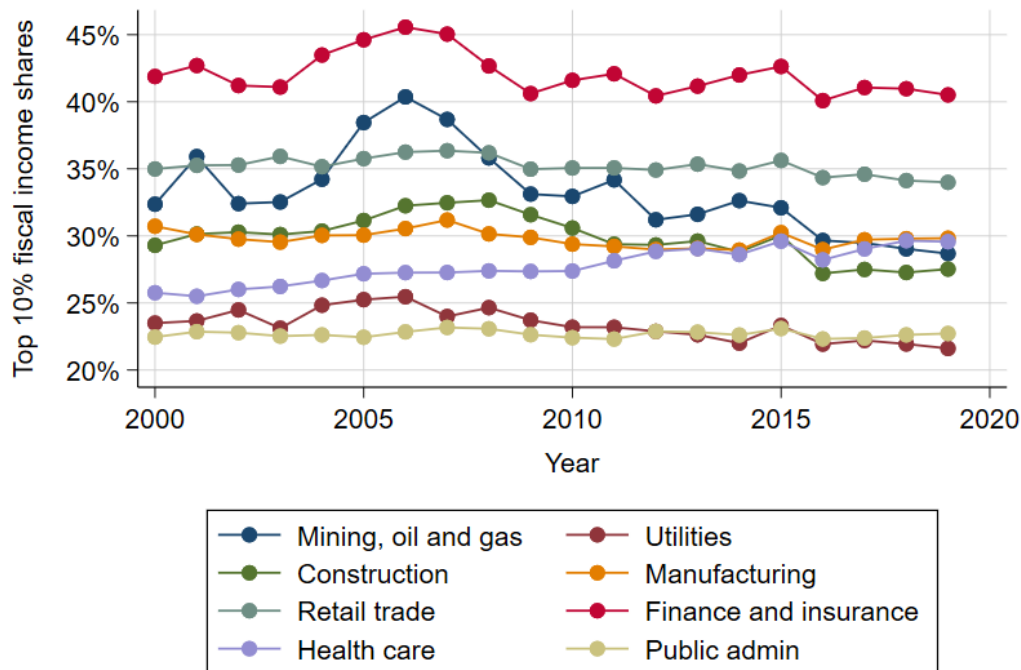 Top 10% fiscal income shares
45%
40%
35%
30%
25%
20%
2000 2005 2010 2015 2020
Year
Mining, oil and gas Utilities
Construction Manufacturing
Retail trade Finance and insurance
Health care Public admin